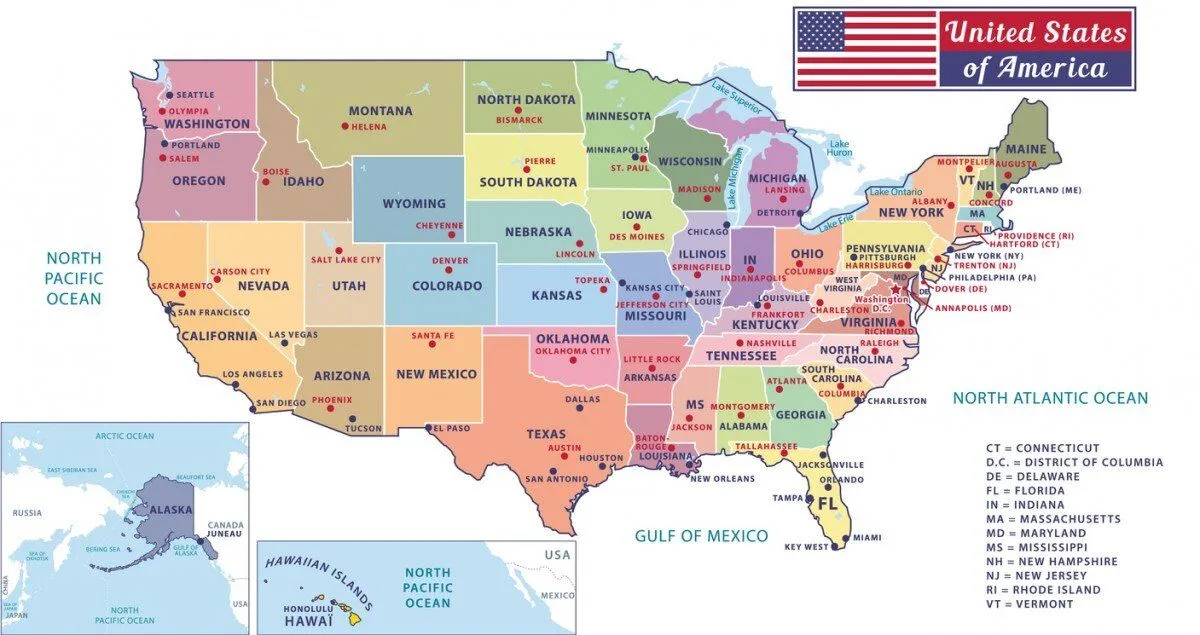 United States
of America
Lake Superior
Lake Michigan
Lake
Huron
Lake Ontario
Lake Erie
SEATTLE
OLYMPIA
WASHINGTON
PORTLAND
SALEM
OREGON
BOISE
IDAHO
MONTANA
HELENA
NORTH DAKOTA
BISMARCK
PIERRE
SOUTH DAKOTA
MINNESOTA
MINNEAPOLIS
ST. PAUL
WISCONSIN
MADISON
MICHIGAN
LANSING
DETROIT
MAINE
AUGUSTA
MONTPELIER
VT
NH
CONCORD
PORTLAND (ME)
ALBANY
NEW YORK
MA
CT
RI
PROVIDENCE (RI)
HARTFORD (CT)
NEW YORK (NY)
TRENTON (NJ)
PHILADELPHIA (PA)
DOVER (DE)
ANNAPOLIS (MD)
PENNSYLVANIA
PITTSBURGH
HARRISBURG
NJ
MD
DE
WYOMING
CHEYENNE
NEBRASKA
LINCOLN
IOWA
DES MOINES
CHICAGO
ILLINOIS
SPRINGFIELD
IN
INDIANAPOLIS
OHIO
COLUMBUS
WEST
VIRGINIA
CHARLESTON
Washington
D.C.
VIRGINIA
RICHMOND
NORTH
PACIFIC
OCEAN
CARSON CITY
NEVADA
SACRAMENTO
SAN FRANCISCO
CALIFORNIA
LAS VEGAS
LOS ANGELES
SAN DIEGO
SALT LAKE CITY
UTAH
DENVER
COLORADO
TOPEKA
KANSAS
KANSAS CITY
JEFFERSON CITY
MISSOURI
SAINT
LOUIS
LOUISVILLE
FRANKFORT
KENTUCKY
NASHVILLE
TENNESSEE
RALEIGH
NORTH
CAROLINA
SOUTH
CAROLINA
COLUMBIA
CHARLESTON
ARIZONA
PHOENIX
TUCSON
SANTA FE
NEW MEXICO
EL PASO
OKLAHOMA
OKLAHOMA CITY
LITTLE ROCK
ARKANSAS
DALLAS
TEXAS
AUSTIN
HOUSTON
SAN ANTONIO
BATON-
ROUGE
LOUISIANA
NEW ORLEANS
MS
JACKSON
MONTGOMERY
ALABAMA
ATLANTA
GEORGIA
TALLAHASSEE
JACKSONVILLE
ORLANDO
TAMPA
FL
MIAMI
KEY WEST
GULF OF MEXICO
NORTH ATLANTIC OCEAN
CT = CONNECTICUT
D.C. = DISTRICT OF COLUMBIA
DE = DELAWARE
FL = FLORIDA
IN = INDIANA
MA = MASSACHUSETTS
MD = MARYLAND
MS = MISSISSIPPI
NH = NEW HAMPSHIRE
NJ = NEW JERSEY
RI = RHODE ISLAND
VT = VERMONT
ARCTIC OCEAN
EAST SIBERIAN SEA
BEAUFORT SEA
CHUKCHI
SEA
RUSSIA
ALASKA
CANADA
JUNEAU
BERING SEA
GULF OF
ALASKA
SEA OF
OKHOTSK
CHINA
SEA OF
JAPAN
JAPAN
NORTH
PACIFIC OCEAN
USA
HAWAIIAN ISLANDS
HONOLULU
HAWAÏ
NORTH
PACIFIC
OCEAN
USA
MEXICO